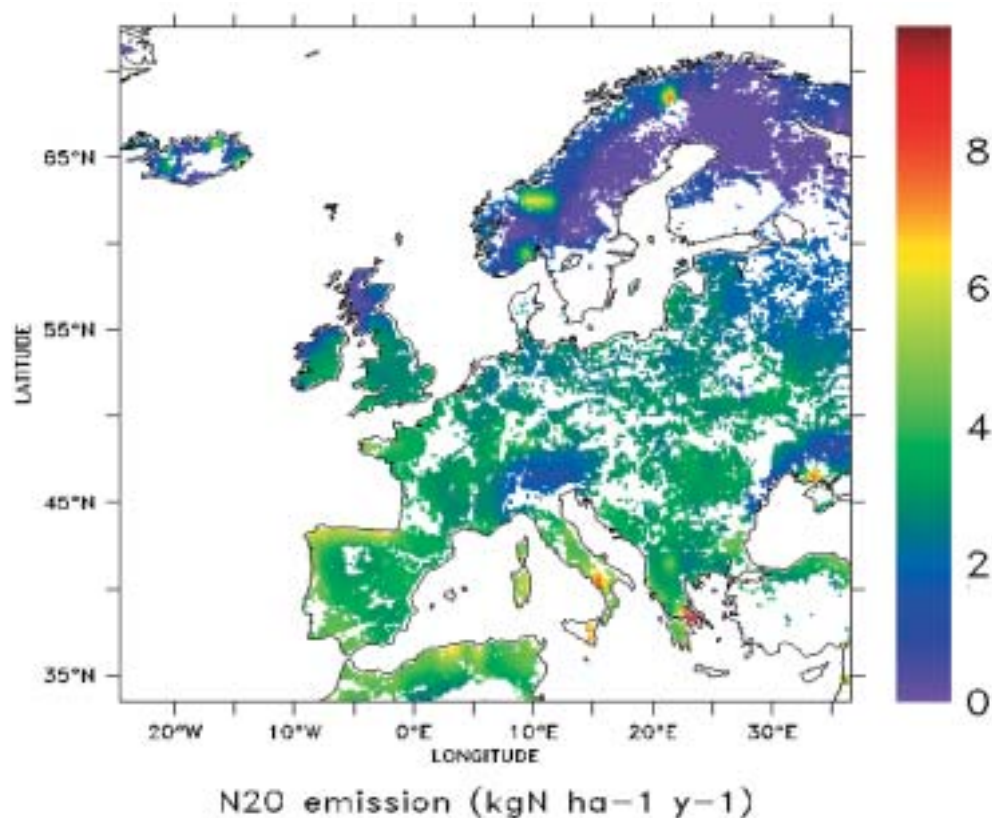 65°N
55°N
45°N
35°N
LATITUDE
20°W 10°W 0°E 10°E 20°E 30°E
LONGITUDE
8
6
4
2
0
N2O emission (kgN ha-1 y-1)